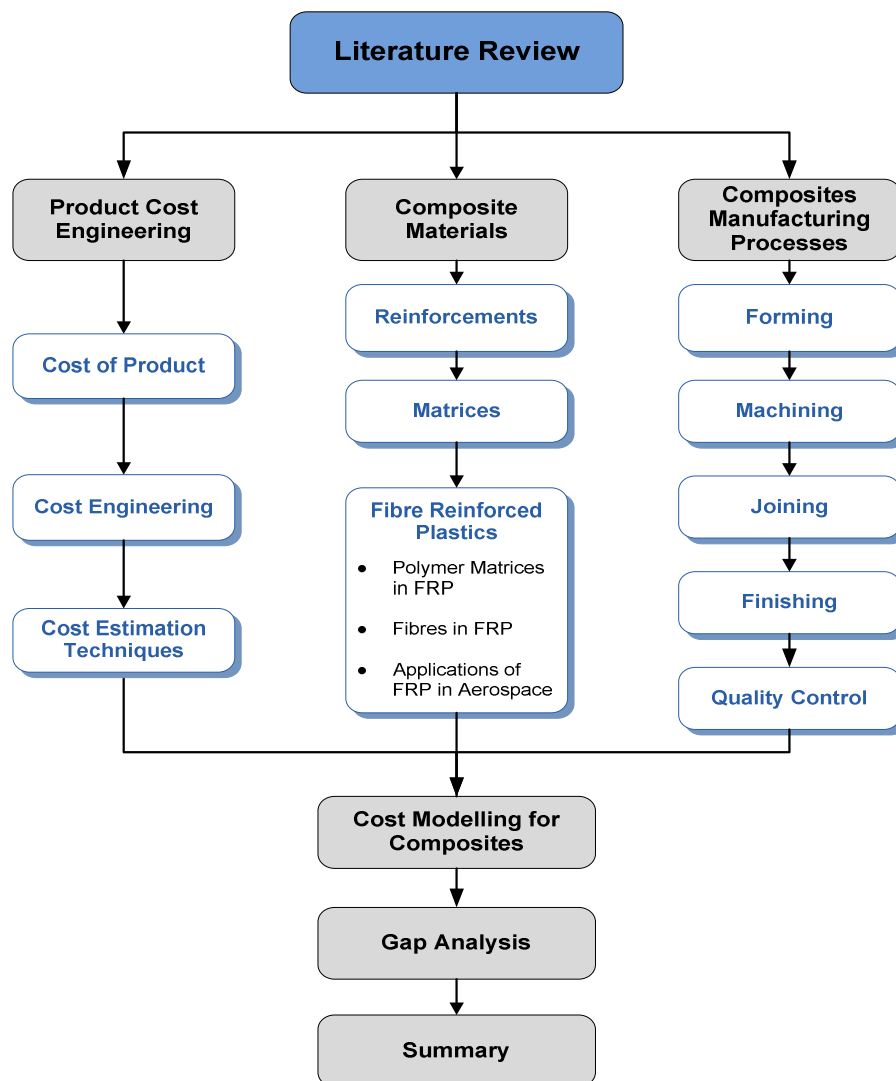 Literature Review
Product Cost
Engineering
Cost of Product
Cost Engineering
Cost Estimation
Techniques
Composite
Materials
Reinforcements
Matrices
Fibre Reinforced
Plastics
• Polymer Matrices
in FRP
• Fibres in FRP
• Applications of
FRP in Aerospace
Composites
Manufacturing
Processes
Forming
Machining
Joining
Finishing
Quality Control
Cost Modelling for
Composites
Gap Analysis
Summary